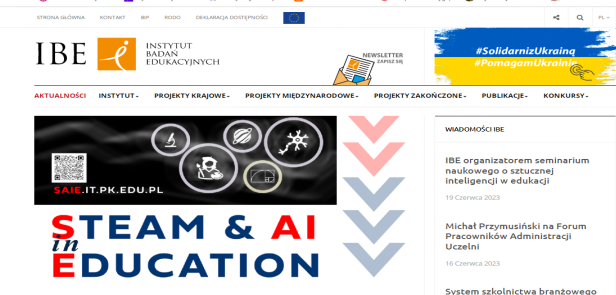 STRONA GŁÓWNA KONTAKT BIP RODO DEKLARACJA DOSTĘPNOŚCI PL
IBE INSTYTUT
BADAŃ
EDUKACYJNYCH
NEWSLETTER
ZAPISZ SIĘ
#SolidarnizUkrainą
#PomagamUkrainie
AKTUALNOŚCI INSTYTUT PROJEKTY KRAJOWE PROJEKTY MIĘDZYNARODOWE PROJEKTY ZAKOŃCZONE PUBLIKACJE KONKURSY
SAIE.IT.PK.EDU.PL
STEAM & AI
in
EDUCATION
WIADOMOŚCI IBE
IBE organizatorem seminarium
naukowego o sztucznej
inteligencji w edukacji
19 Czerwca 2023
Michał Przymusiński na Forum
Pracowników Administracji
Uczelni
16 Czerwca 2023
System szkolnictwa branżowego